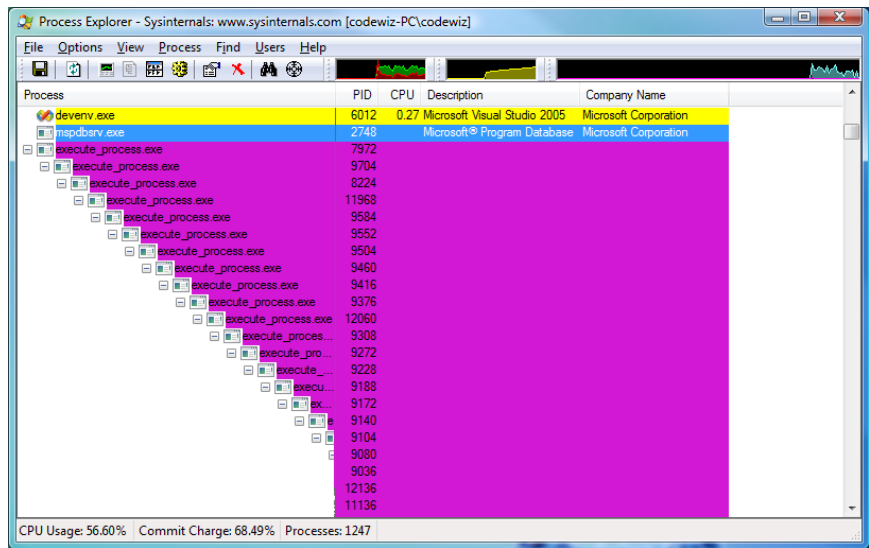 Process Explorer - Sysinternals: www.sysinternals.com [codewiz-PC\codewiz]
File Options View Process Find Users Help
Process PID CPU Description Company Name
devenv.exe 6012 0.27 Microsoft Visual Studio 2005 Microsoft Corporation
mspdbsrv.exe 2748 Microsoft® Program Database Microsoft Corporation
execute_process.exe 7972
execute_process.exe 9704
execute_process.exe 8224
execute_process.exe 11968
execute_process.exe 9584
execute_process.exe 9552
execute_process.exe 9504
execute_process.exe 9460
execute_process.exe 9416
execute_process.exe 9376
execute_process.exe 12060
execute_proces... 9308
execute_pro... 9272
execute_... 9228
execu... 9188
ex... 9172
e 9140
9104
9080
9036
12136
11136
CPU Usage: 56.60% Commit Charge: 68.49% Processes: 1247